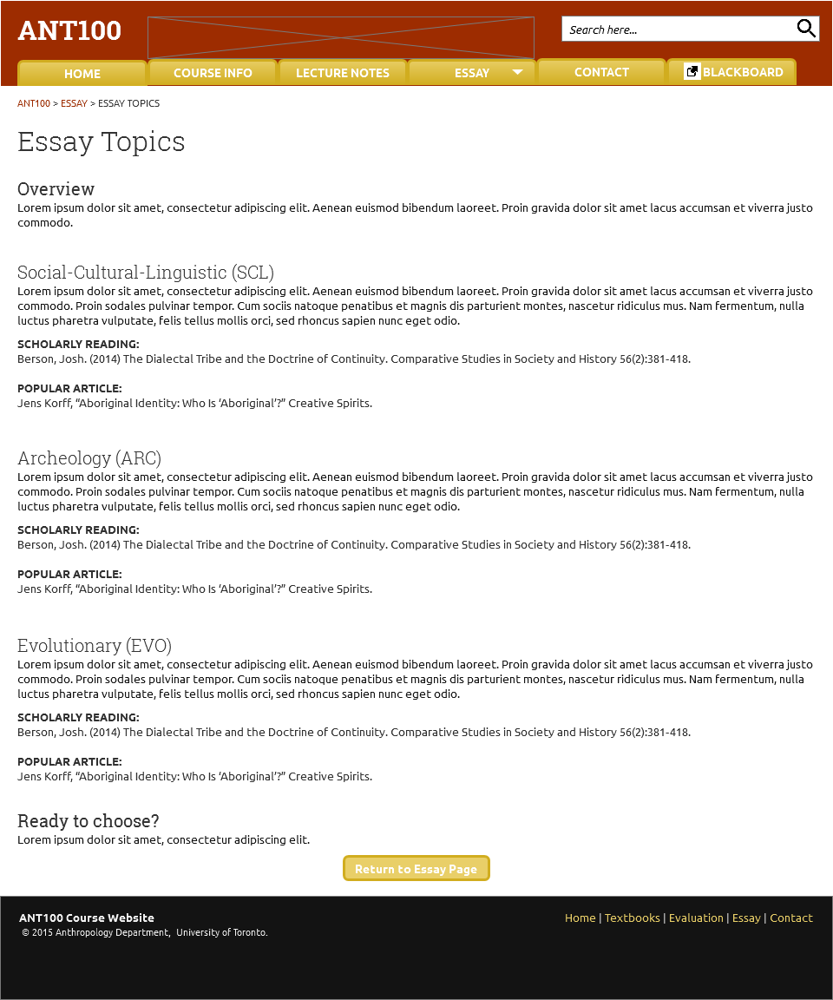 ANT100
Search here...
HOME COURSE INFO LECTURE NOTES ESSAY CONTACT BLACKBOARD
ANT100 > ESSAY > ESSAY TOPICS
Essay Topics
Overview
Lorem ipsum dolor sit amet, consectetur adipiscing elit. Aenean euismod bibendum laoreet. Proin gravida dolor sit amet lacus accumsan et viverra justo
commodo.
Social-Cultural-Linguistic (SCL)
Lorem ipsum dolor sit amet, consectetur adipiscing elit. Aenean euismod bibendum laoreet. Proin gravida dolor sit amet lacus accumsan et viverra justo
commodo. Proin sodales pulvinar tempor. Cum sociis natoque penatibus et magnis dis parturient montes, nascetur ridiculus mus. Nam fermentum, nulla
luctus pharetra vulputate, felis tellus mollis orci, sed rhoncus sapien nunc eget odio.
SCHOLARLY READING:
Berson, Josh. (2014) The Dialectal Tribe and the Doctrine of Continuity. Comparative Studies in Society and History 56(2):381-418.
POPULAR ARTICLE:
Jens Korff, “Aboriginal Identity: Who Is ‘Aboriginal’?” Creative Spirits.
Archeology (ARC)
Lorem ipsum dolor sit amet, consectetur adipiscing elit. Aenean euismod bibendum laoreet. Proin gravida dolor sit amet lacus accumsan et viverra justo
commodo. Proin sodales pulvinar tempor. Cum sociis natoque penatibus et magnis dis parturient montes, nascetur ridiculus mus. Nam fermentum, nulla
luctus pharetra vulputate, felis tellus mollis orci, sed rhoncus sapien nunc eget odio.
SCHOLARLY READING:
Berson, Josh. (2014) The Dialectal Tribe and the Doctrine of Continuity. Comparative Studies in Society and History 56(2):381-418.
POPULAR ARTICLE:
Jens Korff, “Aboriginal Identity: Who Is ‘Aboriginal’?” Creative Spirits.
Evolutionary (EVO)
Lorem ipsum dolor sit amet, consectetur adipiscing elit. Aenean euismod bibendum laoreet. Proin gravida dolor sit amet lacus accumsan et viverra justo
commodo. Proin sodales pulvinar tempor. Cum sociis natoque penatibus et magnis dis parturient montes, nascetur ridiculus mus. Nam fermentum, nulla
luctus pharetra vulputate, felis tellus mollis orci, sed rhoncus sapien nunc eget odio.
SCHOLARLY READING:
Berson, Josh. (2014) The Dialectal Tribe and the Doctrine of Continuity. Comparative Studies in Society and History 56(2):381-418.
POPULAR ARTICLE:
Jens Korff, “Aboriginal Identity: Who Is ‘Aboriginal’?” Creative Spirits.
Ready to choose?
Lorem ipsum dolor sit amet, consectetur adipiscing elit.
Return to Essay Page
ANT100 Course Website
Home | Textbooks | Evaluation | Essay | Contact
© 2015 Anthropology Department, University of Toronto.